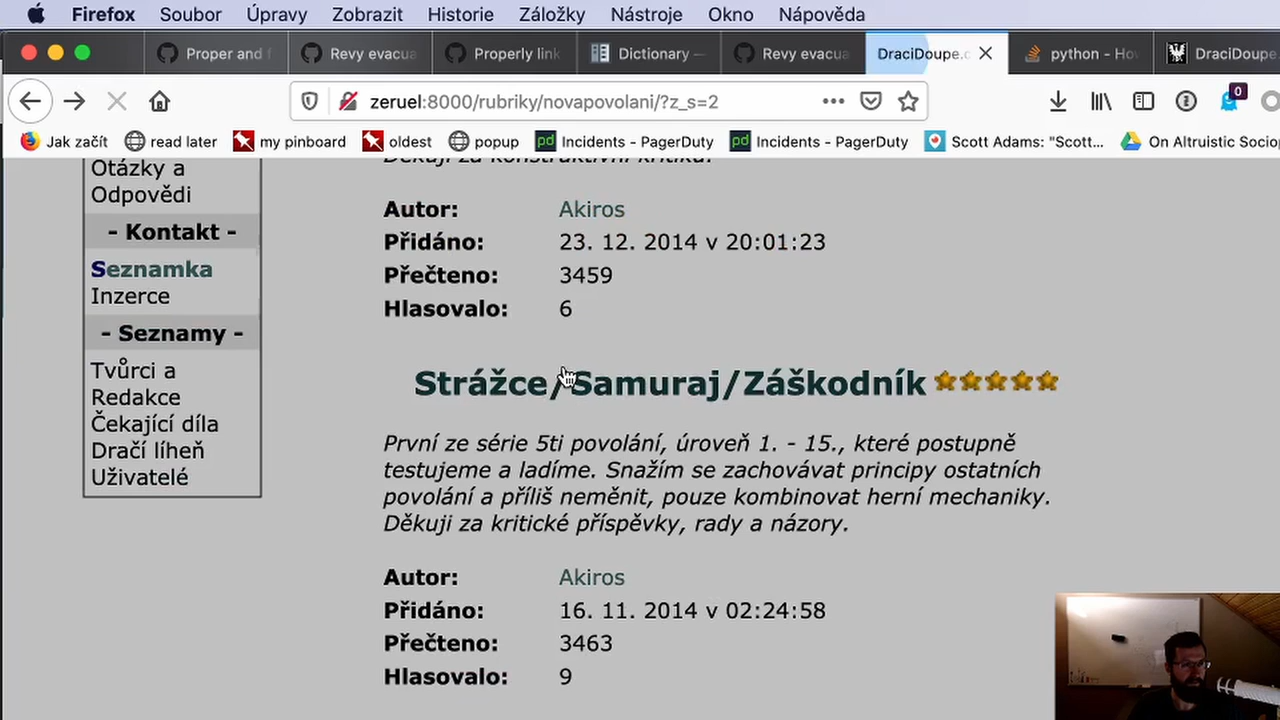 Firefox Soubor Úpravy Zobrazit Historie Záložky Nástroje Okno Nápověda
Proper and f Revy evacua Properly link Dictionary — Revy evacua DraciDoupe.c python - Ho DraciDoupe.
zeruel:8000/rubriky/novapovolani/?z_s=2 0
Jak začít read later my pinboard oldest popup Incidents - PagerDuty Incidents - PagerDuty Scott Adams: "Scott... On Altruistic Sociop
Otázky a
Odpovědi
- Kontakt -
Seznamka
Inzerce
- Seznamy -
Tvůrci a
Redakce
Čekající díla
Dračí líheň
Uživatelé
Děkuji za konstruktivní kritiku.
Autor: Akiros
Přidáno: 23. 12. 2014 v 20:01:23
Přečteno: 3459
Hlasovalo: 6
Strážce/Samuraj/Záškodník
První ze série 5ti povolání, úroveň 1. - 15., které postupně
testujeme a ladíme. Snažím se zachovávat principy ostatních
povolání a příliš neměnit, pouze kombinovat herní mechaniky.
Děkuji za kritické příspěvky, rady a názory.
Autor: Akiros
Přidáno: 16. 11. 2014 v 02:24:58
Přečteno: 3463
Hlasovalo: 9